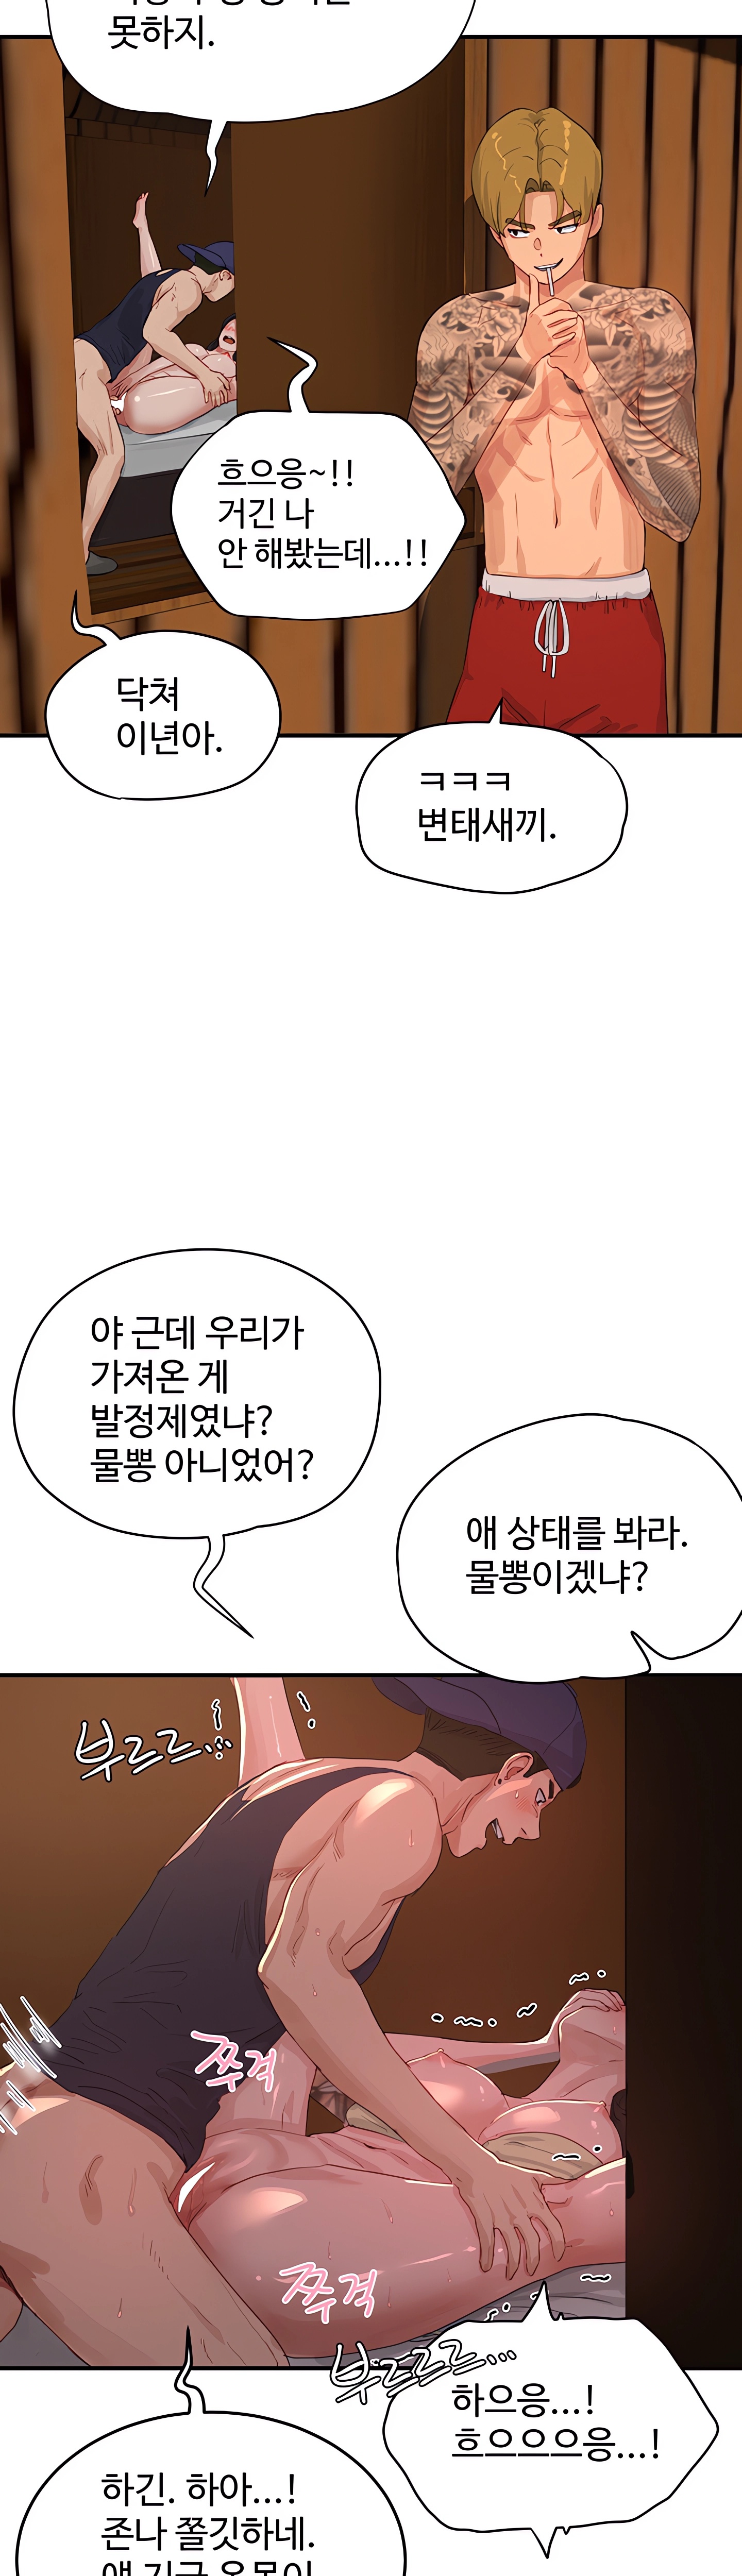 못하지.
흐으응~!!
거긴 나
안 해봤는데...!!
닥쳐
이년아.
ㅋㅋㅋ
변태새끼.
야 근데 우리가
가져온 게
발정제였냐?
물뽕 아니었어?
애 상태를 봐라.
물뽕이겠냐?
부르르...
쭈걱
쭈걱
부르르르...
하으응...!
흐으으으응...!
하긴. 하아...!
존나 쫄깃하네.